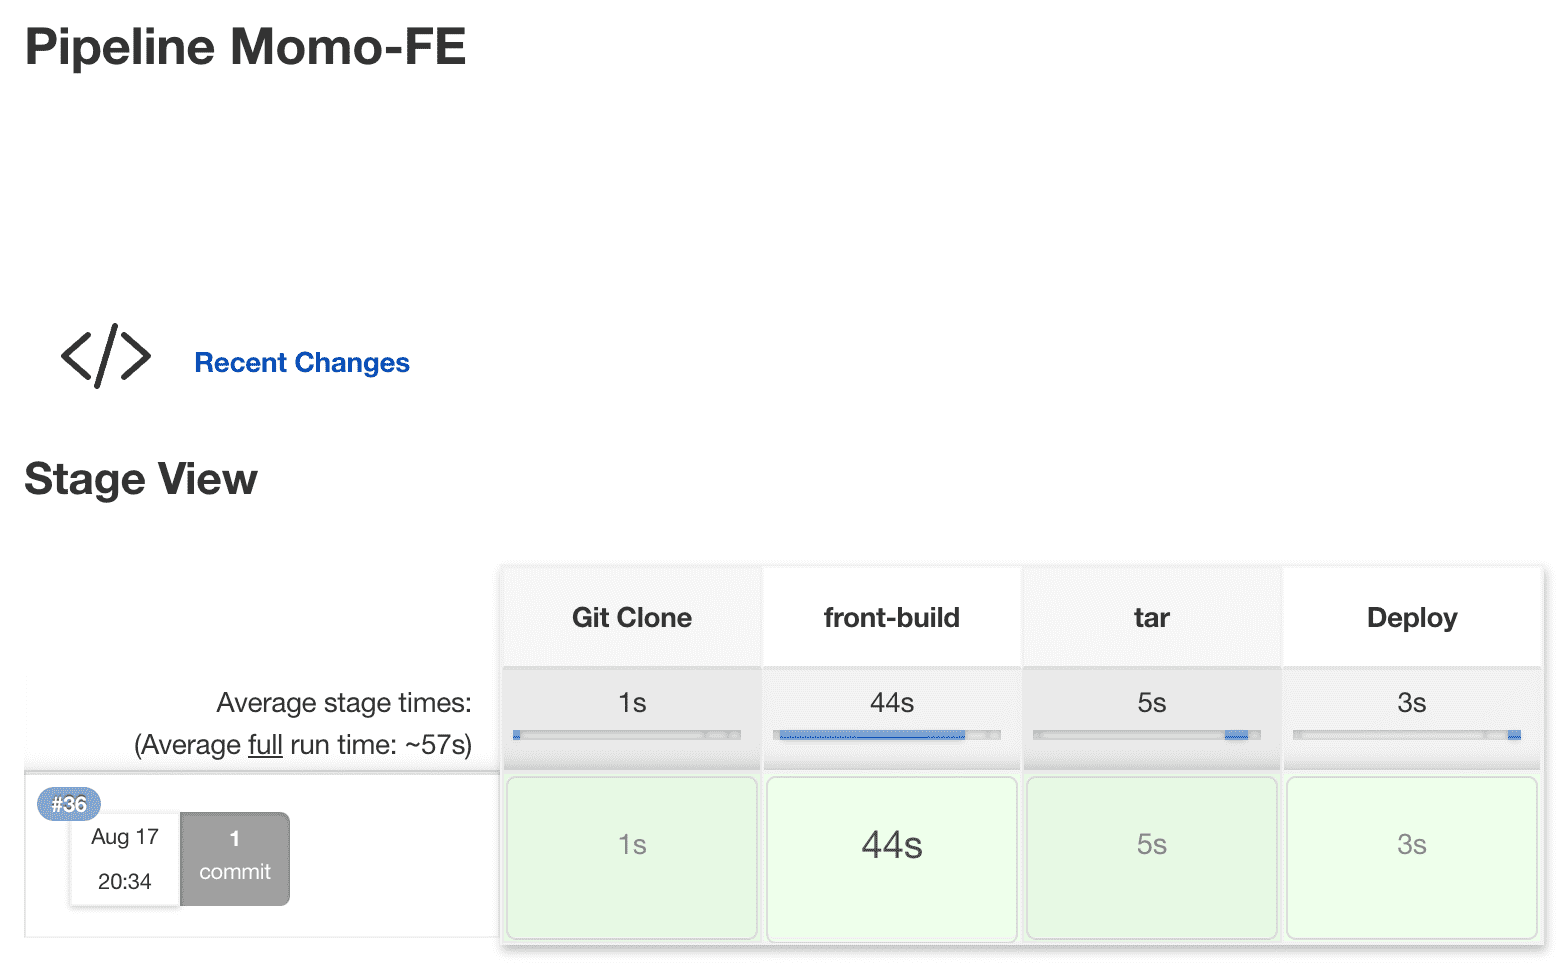 Pipeline Momo-FE
</>
Recent Changes
Stage View
Git Clone
front-build
tar
Deploy
Average stage times:
(Average full run time: ~57s)
1s
44s
5s
3s
#36
Aug 17
20:34
1
commit
1s
44s
5s
3s